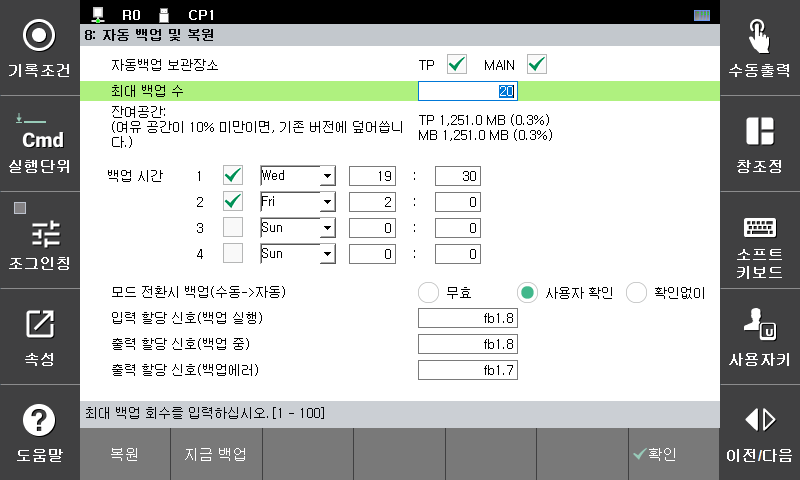 R0 CP1
8: 자동 백업 및 복원
기록조건
Cmd
실행단위
조그인칭
속성
?
도움말
자동백업 보관장소 TP MAIN
최대 백업 수 20
잔여공간:
(여유 공간이 10% 미만이면, 기존 버전에 덮어씁니
다.)
TP 1,251.0 MB (0.3%)
MB 1,251.0 MB (0.3%)
백업 시간 1 Wed 19 : 30
2 Fri 2 : 0
3 Sun 0 : 0
4 Sun 0 : 0
모드 전환시 백업(수동->자동) 무효 사용자 확인 확인없이
입력 할당 신호(백업 실행) fb1.8
출력 할당 신호(백업 중) fb1.8
출력 할당 신호(백업에러) fb1.7
최대 백업 회수를 입력하십시오.[1 - 100]
복원 지금 백업 확인
수동출력
창조정
소프트
키보드
U
사용자키
이전/다음